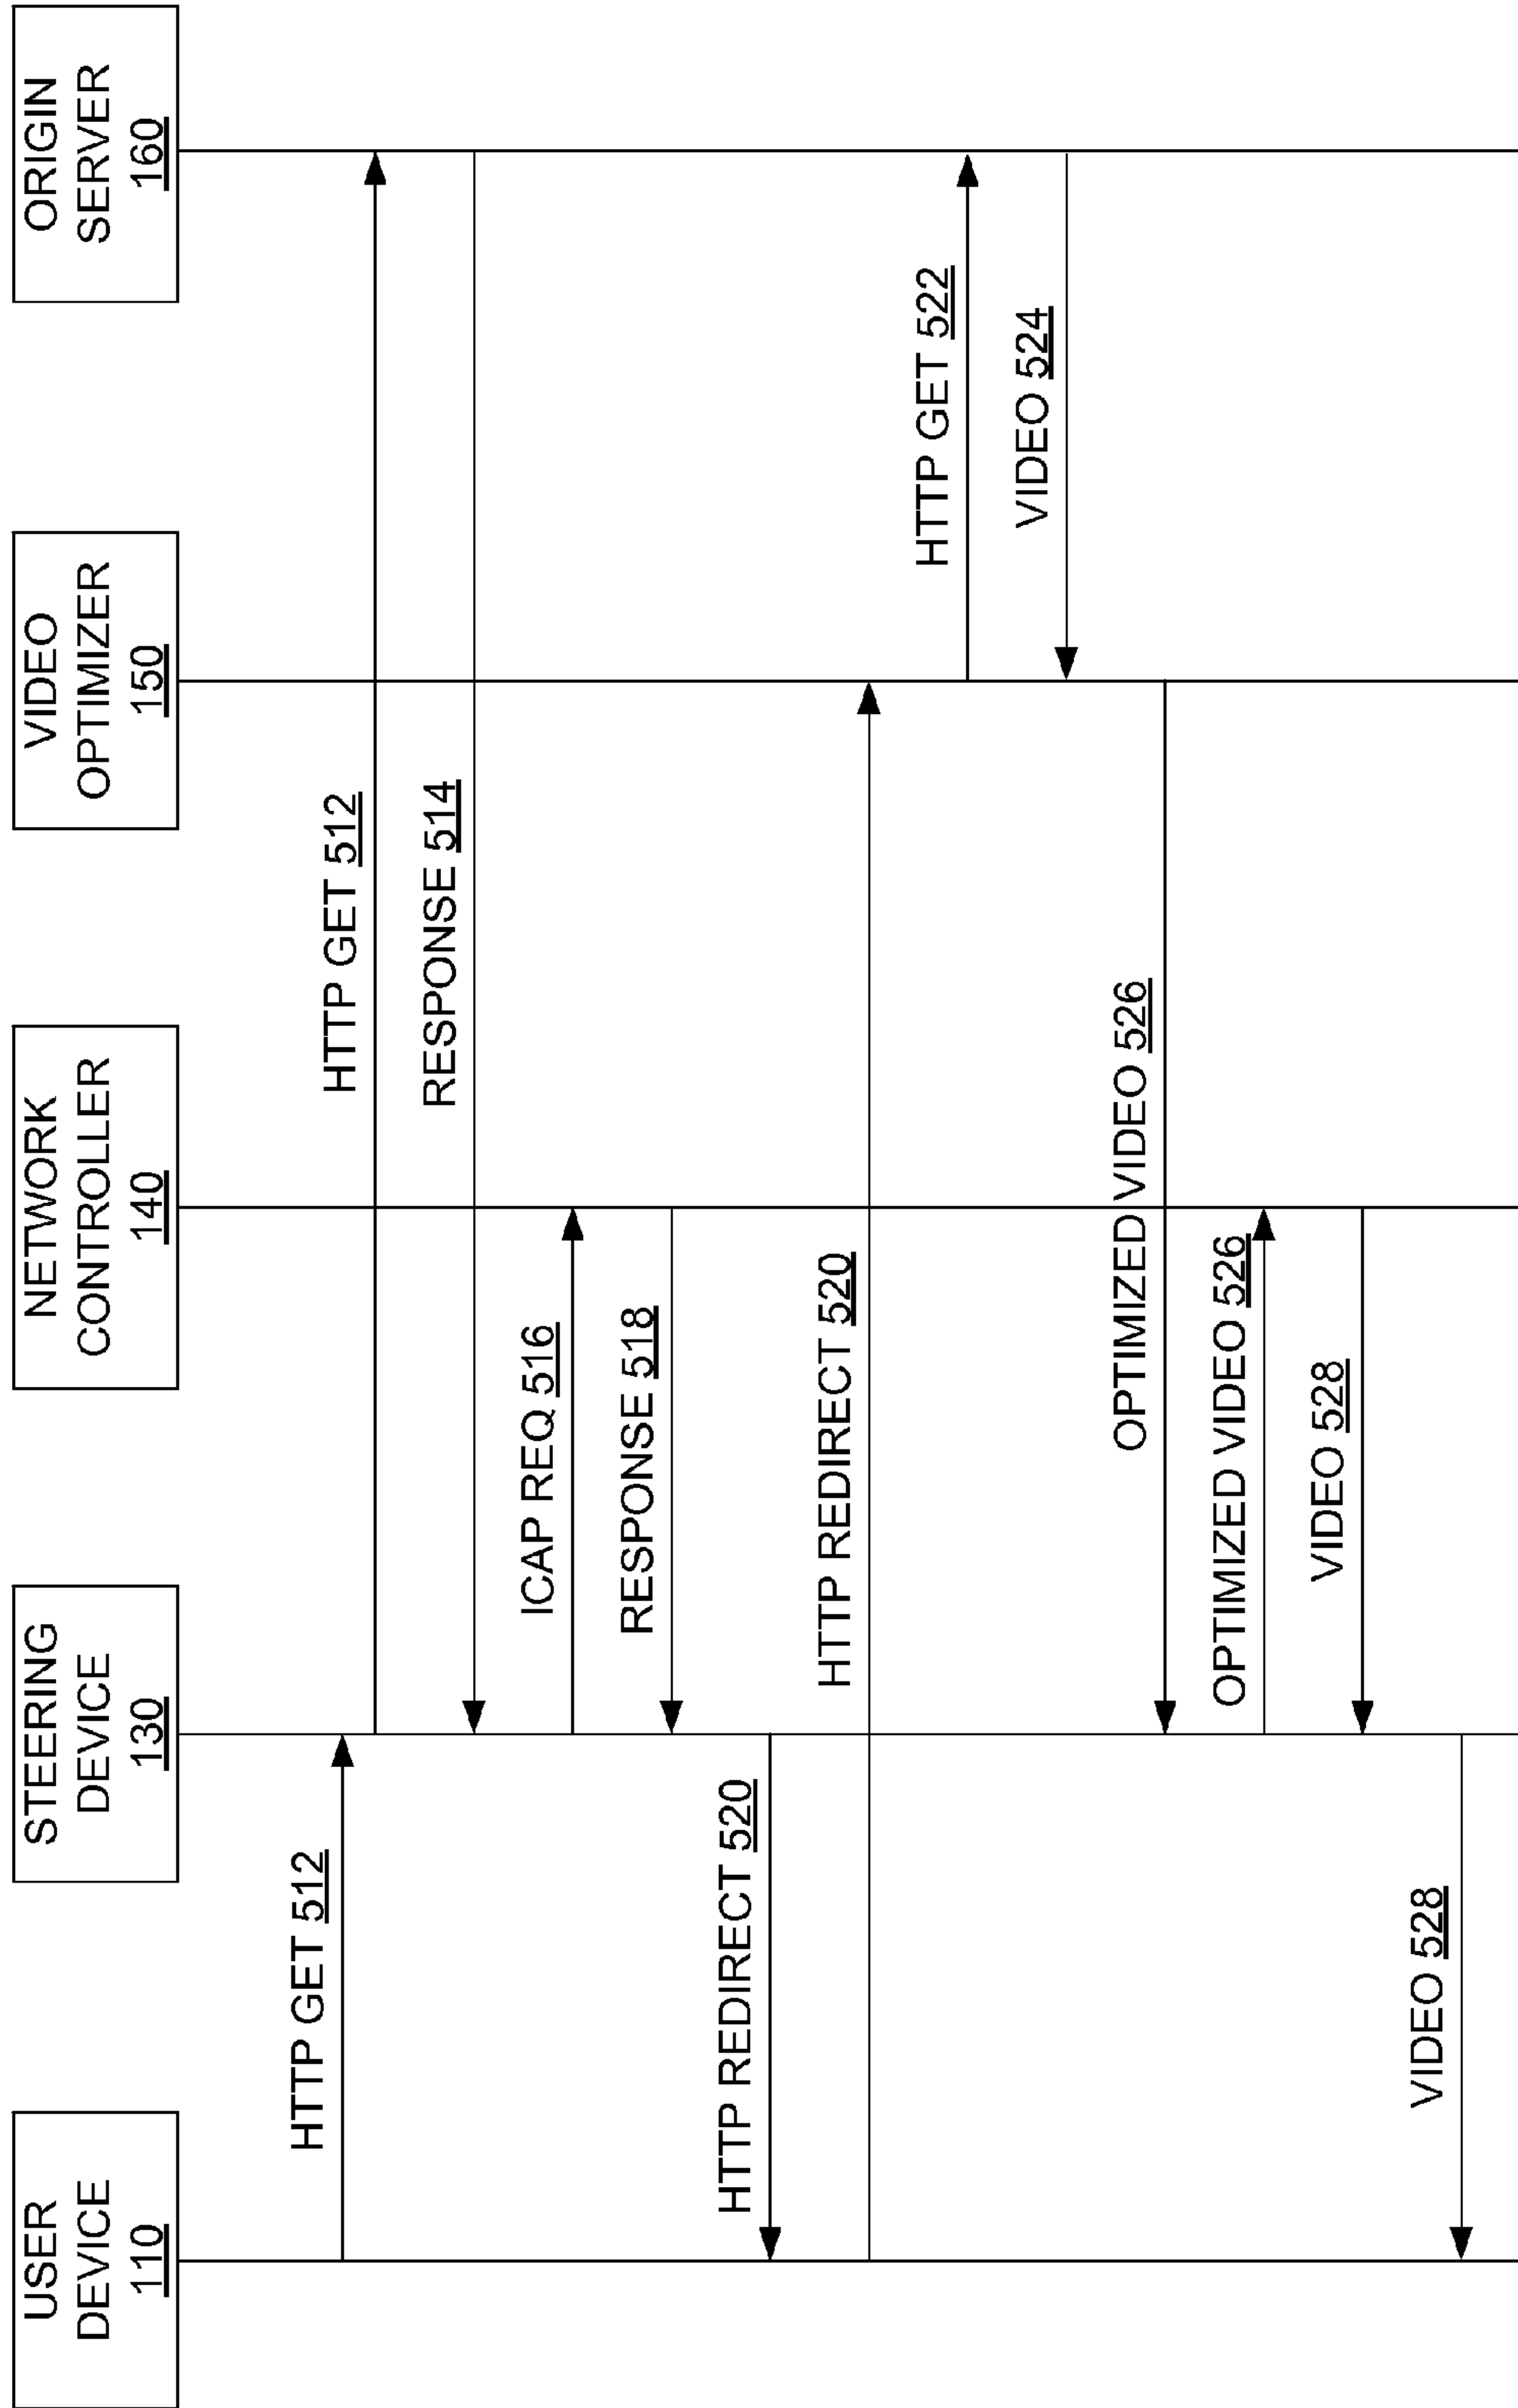 USER
DEVICE
110
STEERING
DEVICE
130
NETWORK
CONTROLLER
140
VIDEO
OPTIMIZER
150
ORIGIN
SERVER
160
HTTP GET 512
HTTP GET 512
RESPONSE 514
ICAP REQ 516
RESPONSE 518
HTTP REDIRECT 520
HTTP REDIRECT 520
HTTP GET 522
VIDEO 524
OPTIMIZED VIDEO 526
OPTIMIZED VIDEO 526
VIDEO 528
VIDEO 528